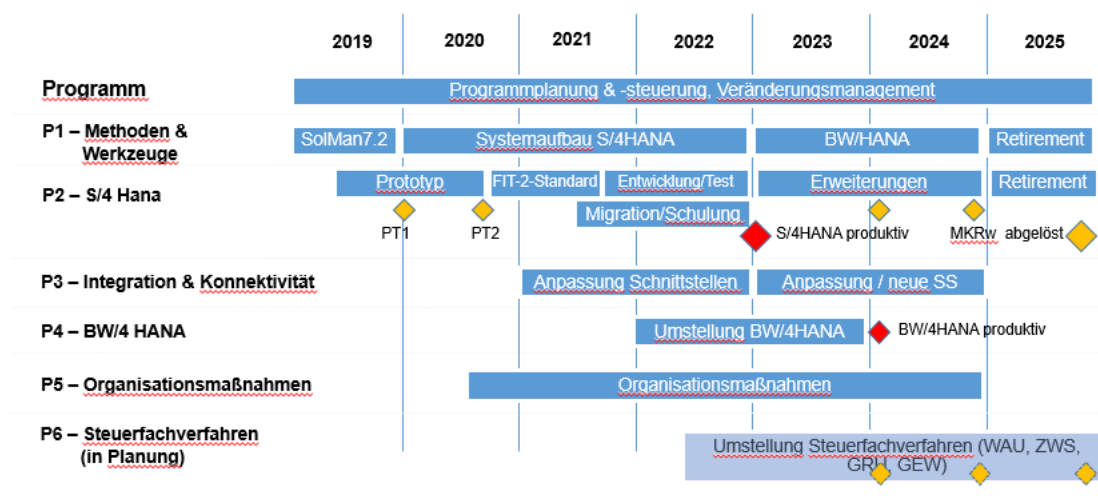 2019 2020 2021 2022 2023 2024 2025
Programm
Programmplanung & -steuerung, Veränderungsmanagement
P1 – Methoden &
Werkzeuge
SolMan7.2 Systemaufbau S/4HANA BW/HANA Retirement
P2 – S/4 Hana
Prototyp FIT-2-Standard Entwicklung/Test Erweiterungen Retirement
Migration/Schulung
PT1 PT2 S/4HANA produktiv MKRw abgelöst
P3 – Integration & Konnektivität
Anpassung Schnittstellen Anpassung / neue SS
P4 – BW/4 HANA
Umstellung BW/4HANA BW/4HANA produktiv
P5 – Organisationsmaßnahmen
Organisationsmaßnahmen
P6 – Steuerfachverfahren
(in Planung)
Umstellung Steuerfachverfahren (WAU, ZWS,
GRU, GEW)